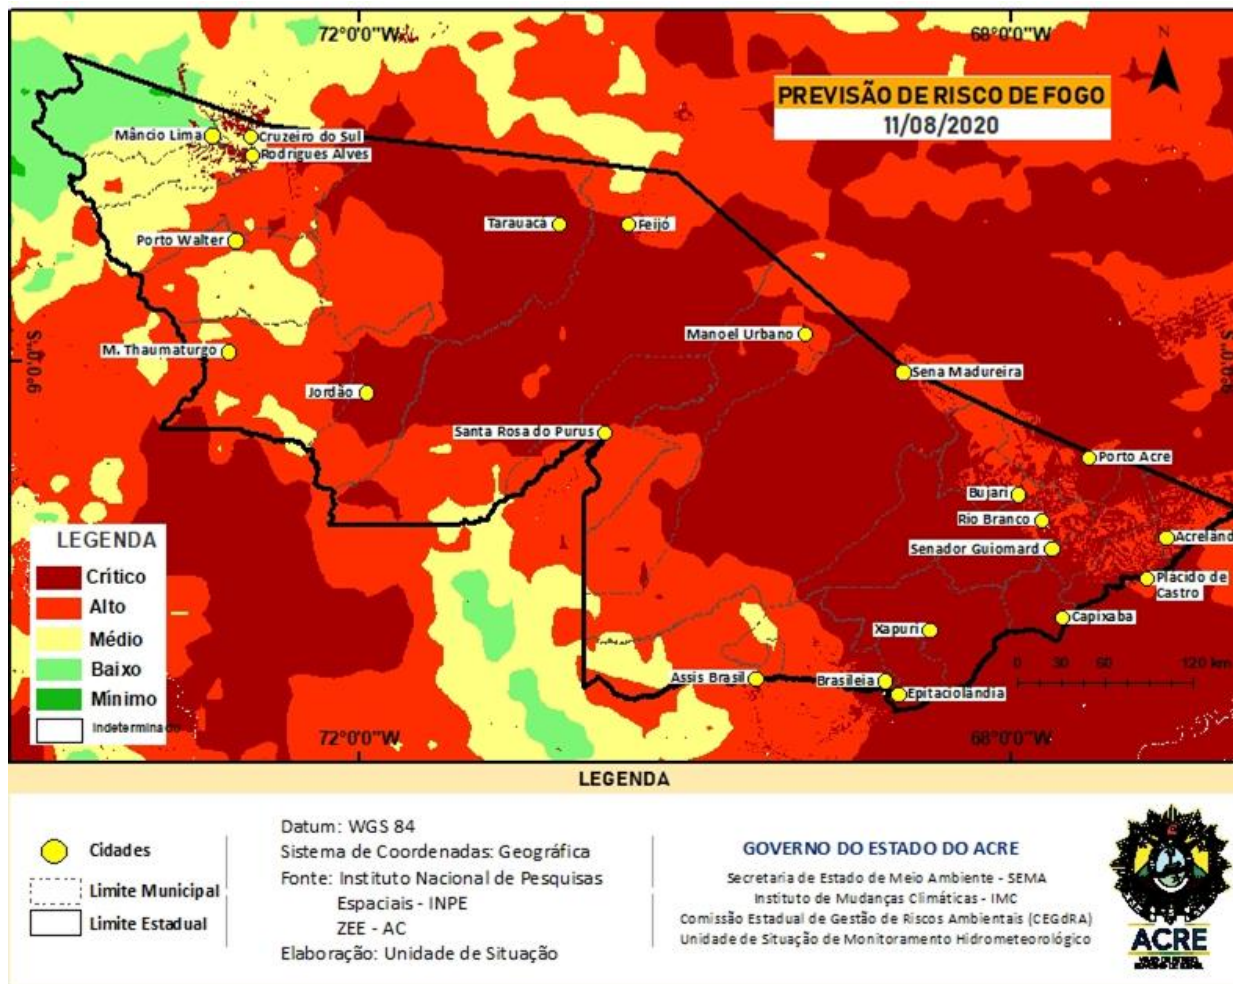 72°0'0"W
68°0'0"W
N
PREVISÃO DE RISCO DE FOGO
11/08/2020
Mâncio Lima
Cruzeiro do Sul
Rodrigues Alves
Tarauacá
Feijó
Porto Walter
Manoel Urbano
M. Thaumaturgo
9°0'0"S
9°0'0"S
Sena Madureira
Jordão
Santa Rosa do Purus
Porto Acre
Bujari
Rio Branco
Senador Guiomard
Acreland
Plácido de
Castro
Capixaba
Xapuri
Assis Brasil
Brasileia
Epitaciolândia
0 30 60 120 km
LEGENDA
Crítico
Alto
Médio
Baixo
Mínimo
Indeterminado
72°0'0"W
68°0'0"W
LEGENDA
Cidades
Limite Municipal
Limite Estadual
Datum: WGS 84
Sistema de Coordenadas: Geográfica
Fonte: Instituto Nacional de Pesquisas
Espaciais - INPE
ZEE - AC
Elaboração: Unidade de Situação
GOVERNO DO ESTADO DO ACRE
Secretaria de Estado de Meio Ambiente - SEMA
Instituto de Mudanças Climáticas - IMC
Comissão Estadual de Gestão de Riscos Ambientais (CEGdRA)
Unidade de Situação de Monitoramento Hidrometeorológico
ACRE